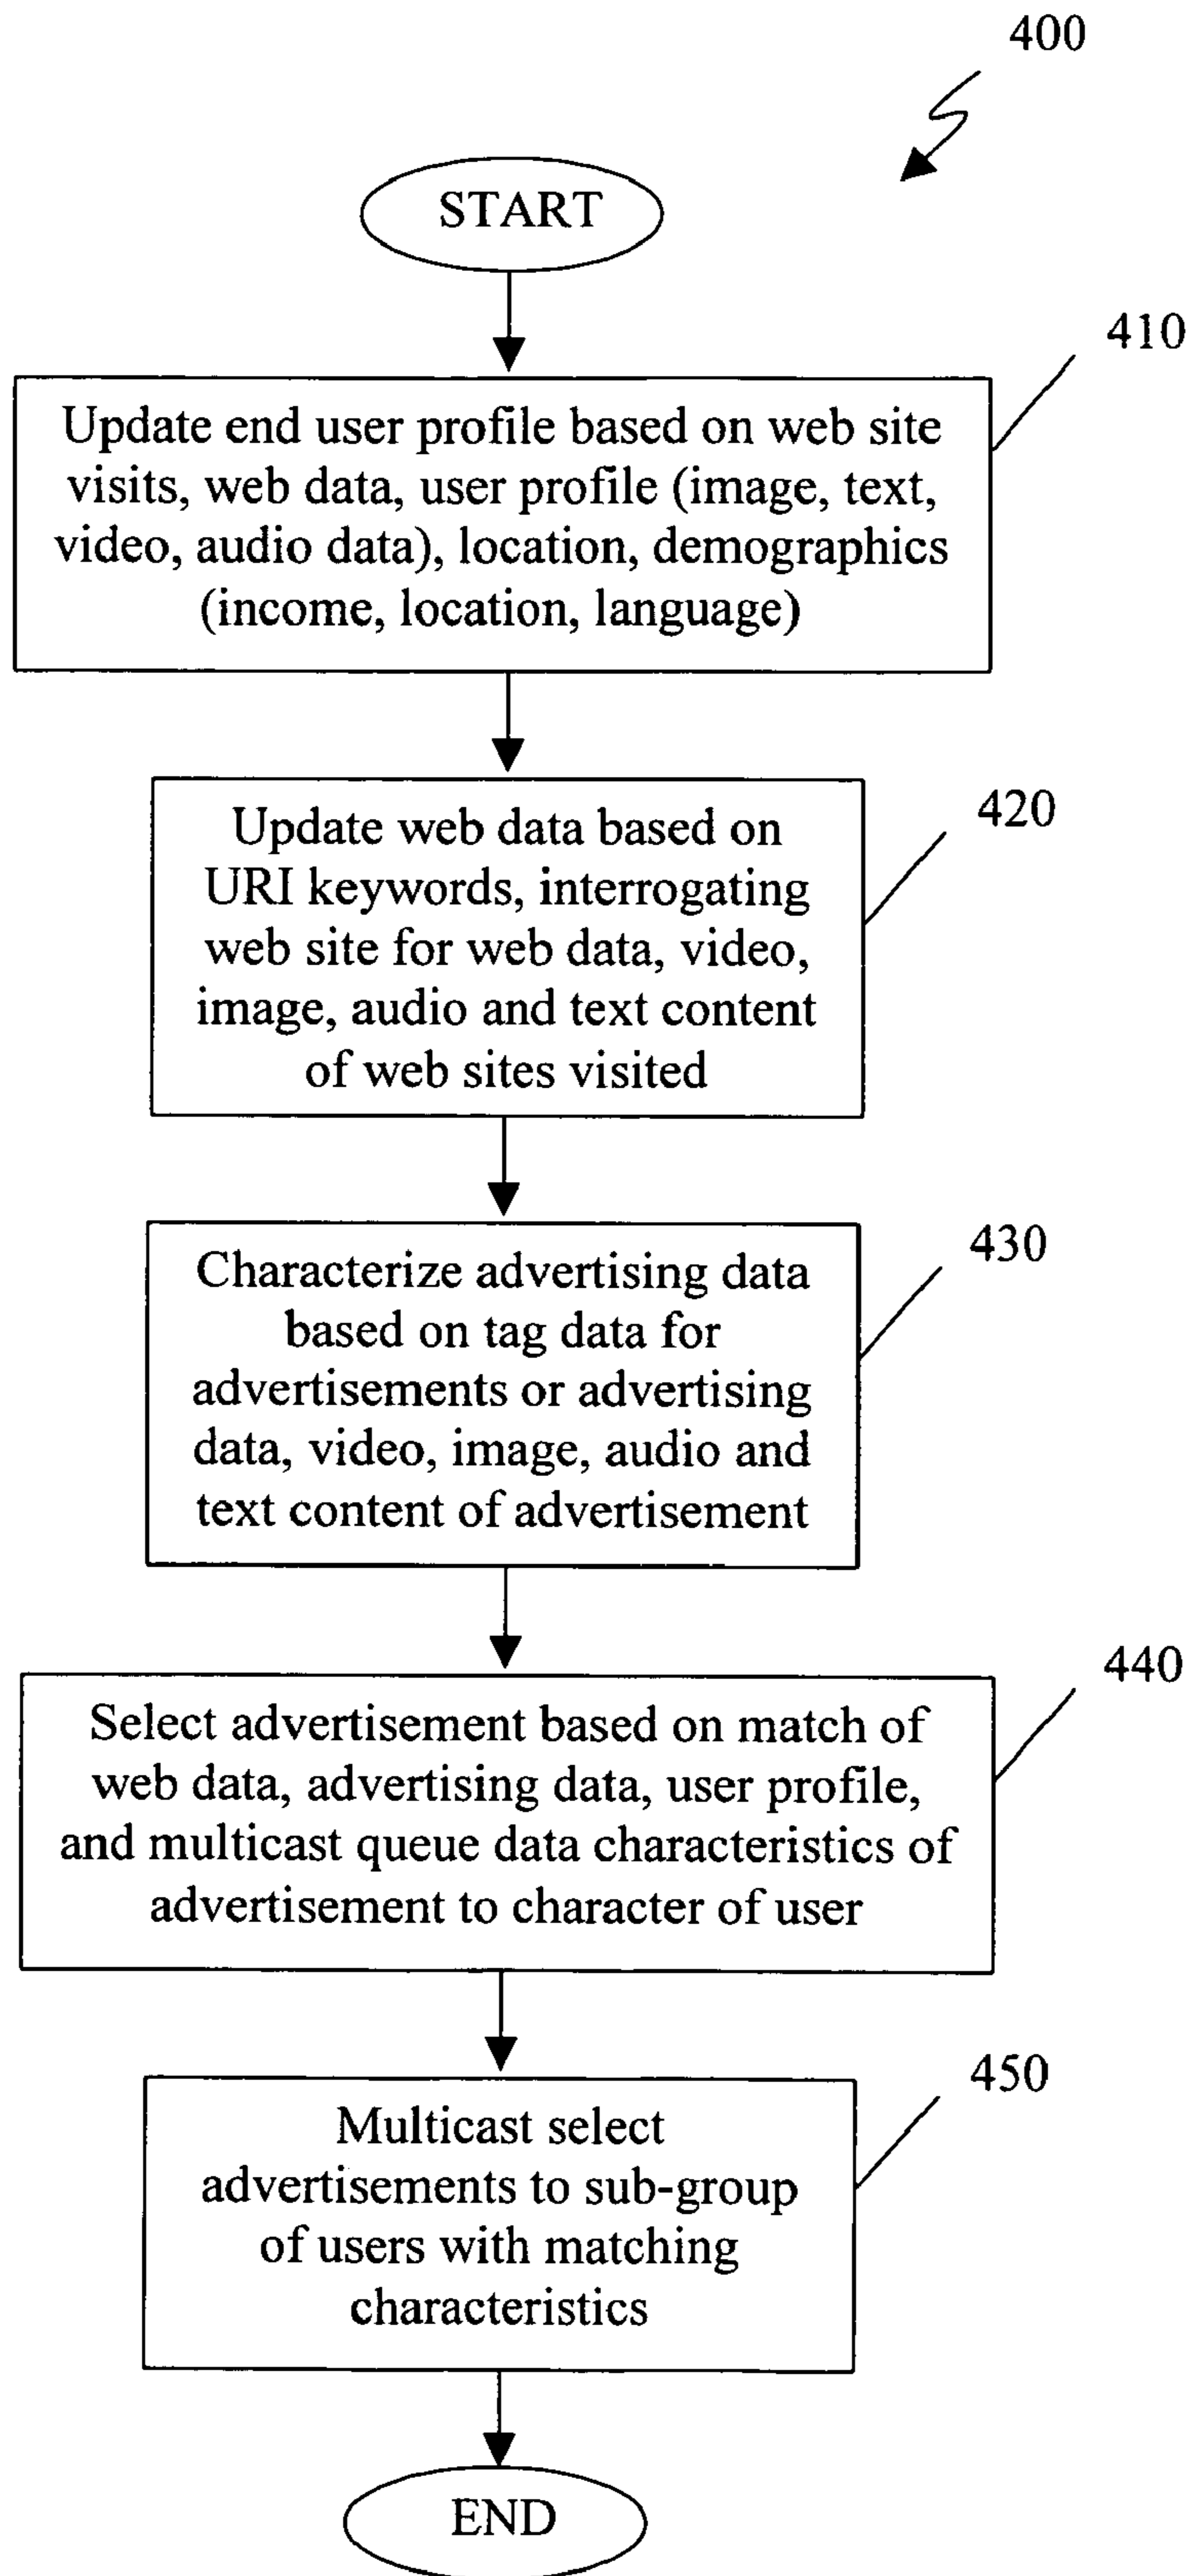 400
START
410
Update end user profile based on web site
visits, web data, user profile (image, text,
video, audio data), location, demographics
(income, location, language)
420
Update web data based on
URI keywords, interrogating
web site for web data, video,
image, audio and text content
of web sites visited
430
Characterize advertising data
based on tag data for
advertisements or advertising
data, video, image, audio and
text content of advertisement
440
Select advertisement based on match of
web data, advertising data, user profile,
and multicast queue data characteristics of
advertisement to character of user
450
Multicast select
advertisements to sub-group
of users with matching
characteristics
END